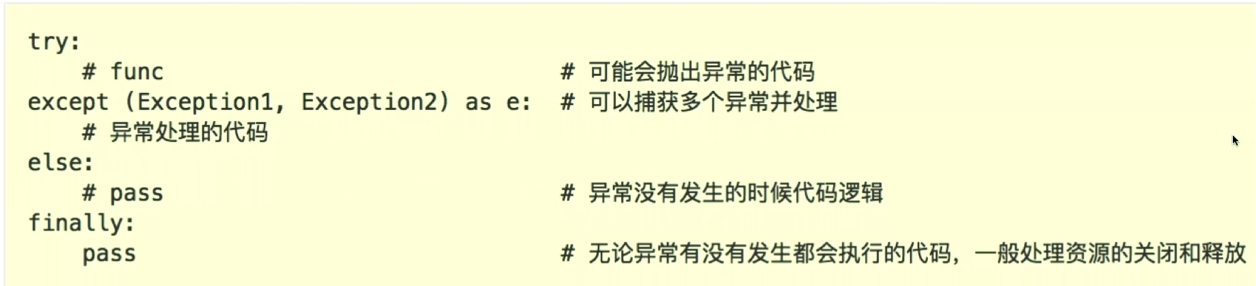 try:
    # func                             # 可能会抛出异常的代码
except (Exception1, Exception2) as e:  # 可以捕获多个异常并处理
    # 异常处理的代码
else:
    # pass                             # 异常没有发生的时候代码逻辑
finally:
    pass                               # 无论异常有没有发生都会执行的代码，一般处理资源的关闭和释放